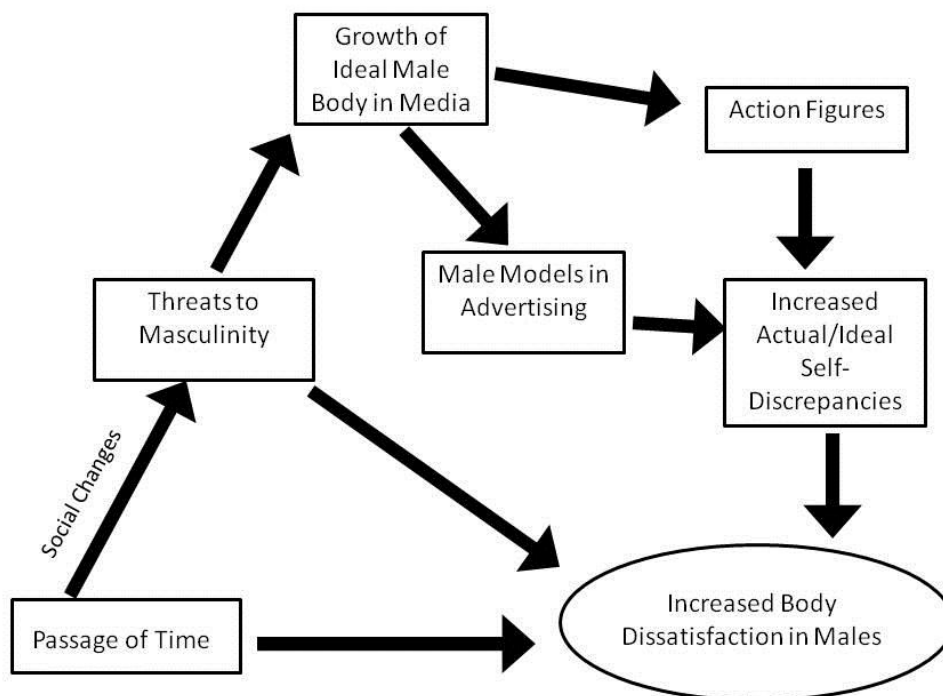 Growth of
Ideal Male
Body in Media
Action Figures
Male Models in
Advertising
Increased
Actual/Ideal
Self-
Discrepancies
Threats to
Masculinity
Social Changes
Passage of Time
Increased Body
Dissatisfaction in Males